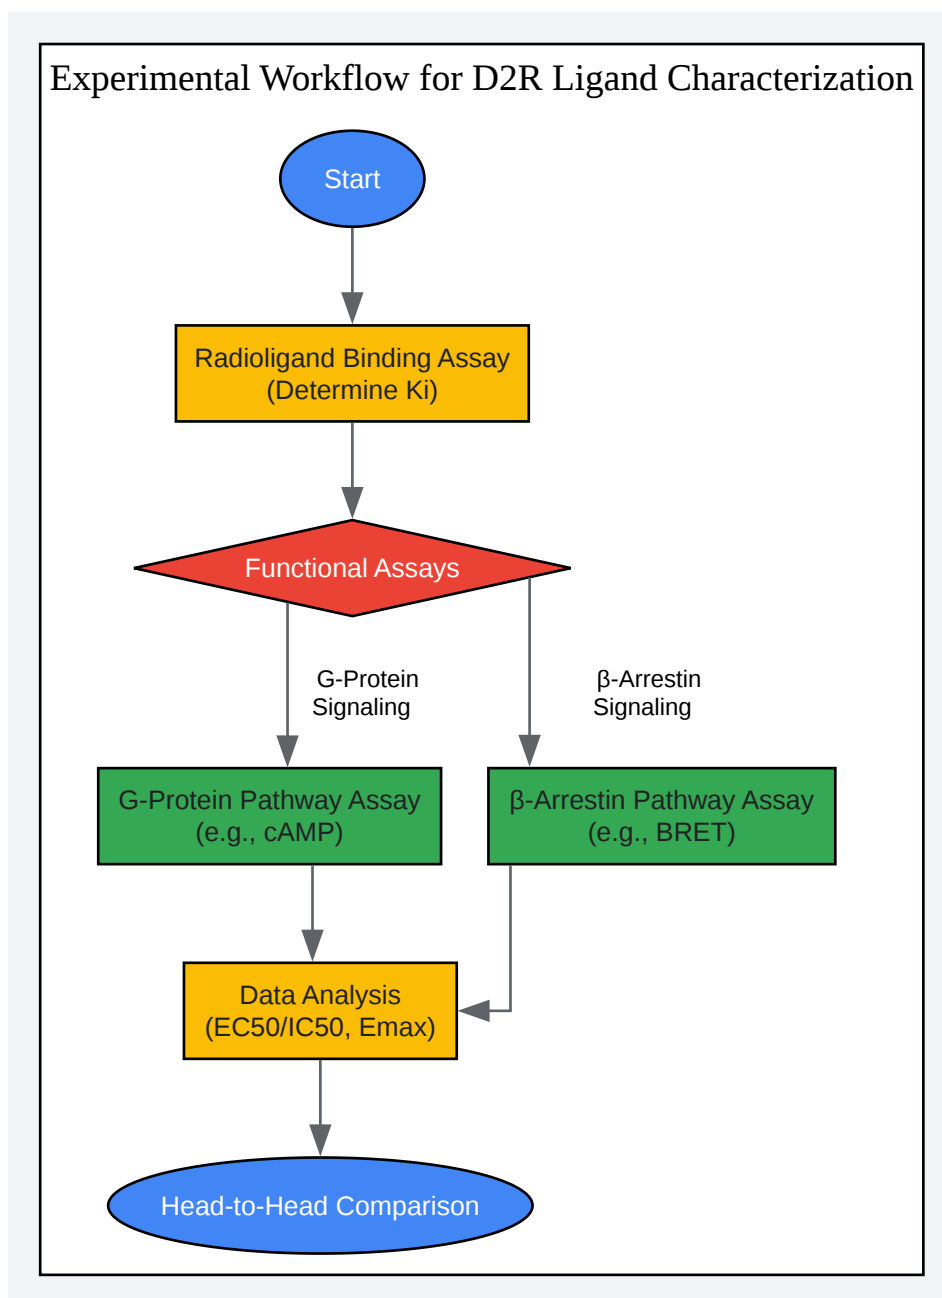 Experimental Workflow for D2R Ligand Characterization
Start
Radioligand Binding Assay
(Determine Ki)
Functional Assays
G-Protein
Signaling
β-Arrestin
Signaling
G-Protein Pathway Assay
(e.g., cAMP)
β-Arrestin Pathway Assay
(e.g., BRET)
Data Analysis
(EC50/IC50, Emax)
Head-to-Head Comparison